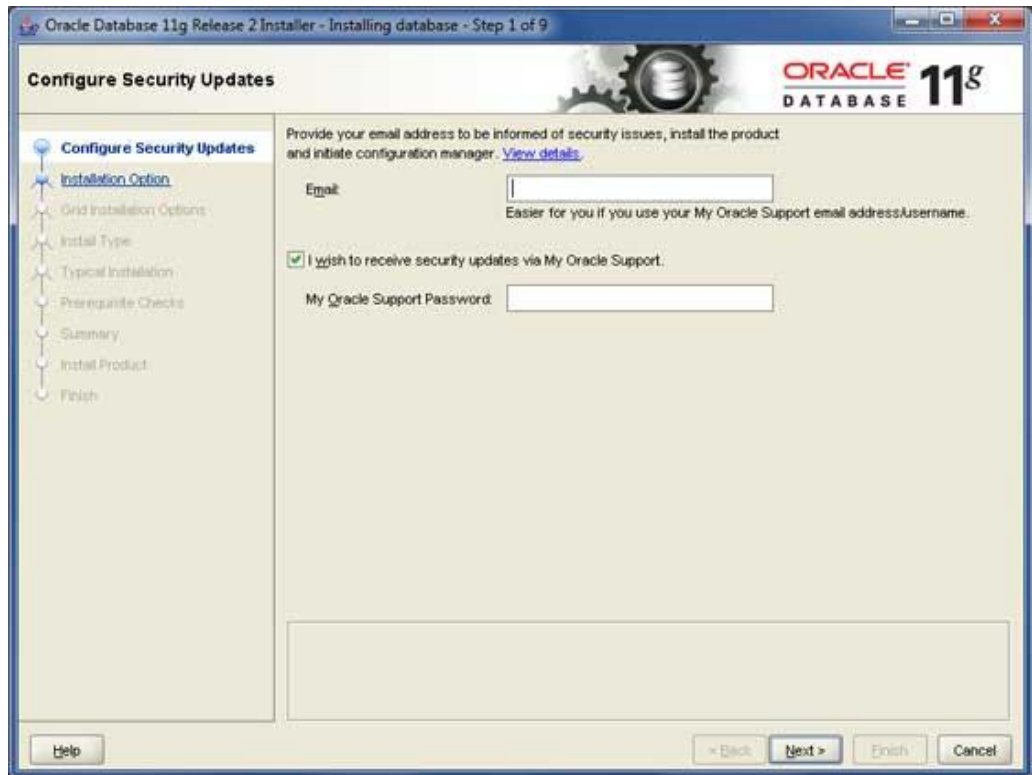 Oracle Database 11g Release 2 Installer - Installing database - Step 1 of 9
Configure Security Updates
ORACLE
DATABASE
11g
Configure Security Updates
Installation Option
Grid Installation Options
Install Type
Typical Installation
Prerequisite Checks
Summary
Install Product
Finish
Provide your email address to be informed of security issues, install the product
and initiate configuration manager. View details.
Email:
Easier for you if you use your My Oracle Support email address/username.
I wish to receive security updates via My Oracle Support.
My Oracle Support Password:
Help
< Back
Next >
Finish
Cancel